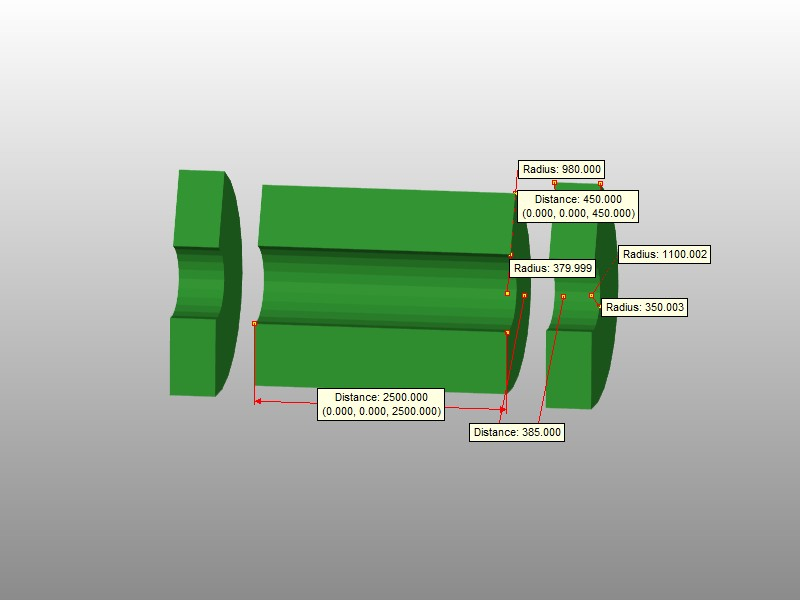 Radius: 980.000
Distance: 450.000
(0.000, 0.000, 450.000)
Radius: 1100.002
Radius: 379.999
Radius: 350.003
Distance: 2500.000
(0.000, 0.000, 2500.000)
Distance: 385.000